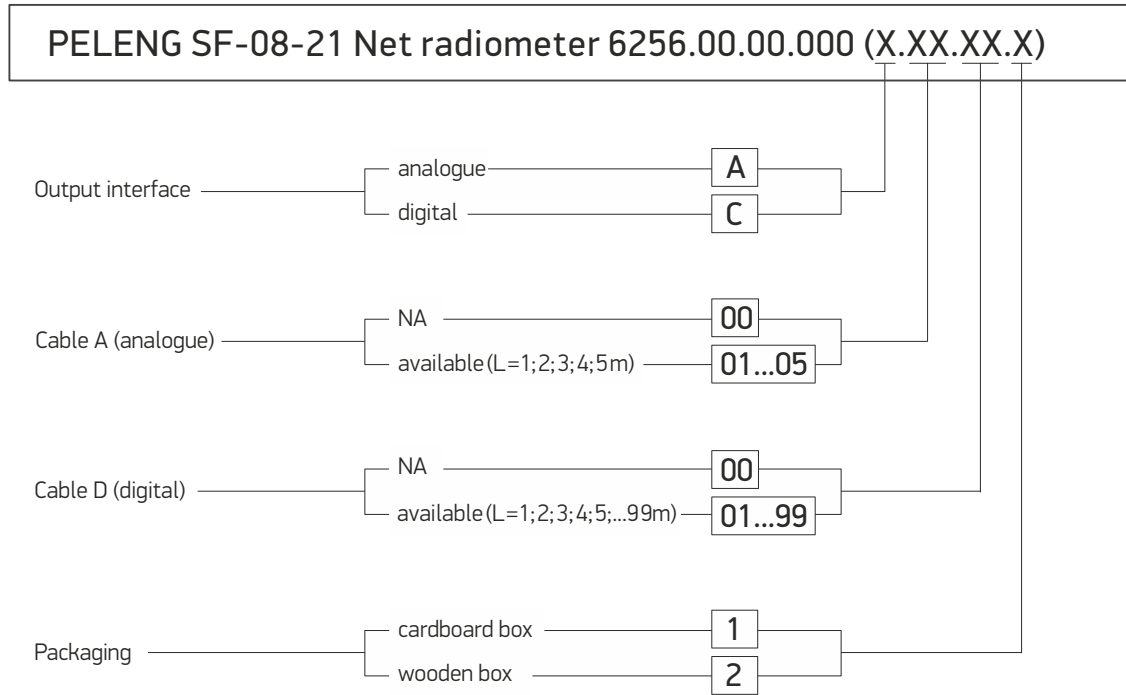 PELENG SF-08-21 Net radiometer 6256.00.00.000 (X.XX.XX.X)
Output interface
analogue
A
digital
C
Cable A (analogue)
NA
00
available (L=1; 2; 3; 4; 5m)
01...05
Cable D (digital)
NA
00
available (L=1; 2; 3; 4; 5;...99m)
01...99
Packaging
cardboard box
1
wooden box
2